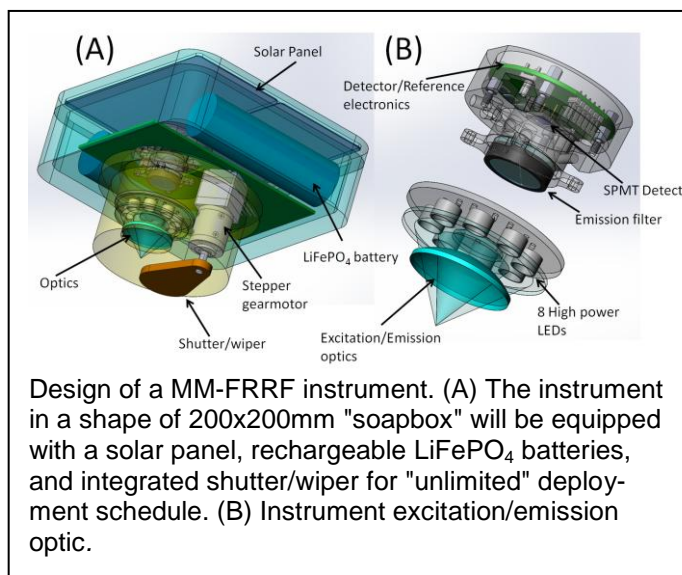 (A)
Solar Panel
Optics
Shutter/wiper
Stepper
gearmotor
LiFePO₄ battery
(B)
Detector/Reference
electronics
SPMT Detect
Emission filter
8 High power
LEDs
Excitation/Emission
optics
Design of a MM-FRRF instrument. (A) The instrument
in a shape of 200x200mm "soapbox" will be equipped
with a solar panel, rechargeable LiFePO₄ batteries,
and integrated shutter/wiper for "unlimited" deploy-
ment schedule. (B) Instrument excitation/emission
optic.